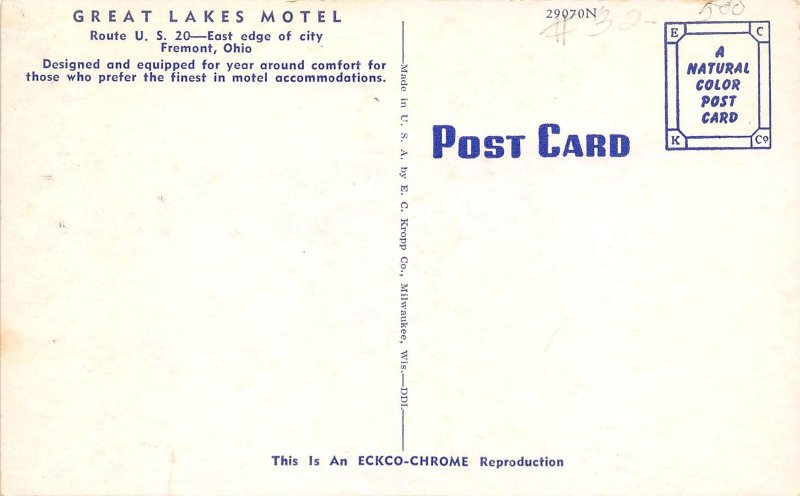 GREAT LAKES MOTEL
Route U. S. 20—East edge of city
Fremont, Ohio
Designed and equipped for year around comfort for
those who prefer the finest in motel accommodations.
Made in U. S. A. by E. C. Kropp Co., Milwaukee, Wis.—DDL
29070N
# 32-
500
POST CARD
E C
A
NATURAL
COLOR
POST
CARD
K Co
This Is An ECKCO-CHROME Reproduction